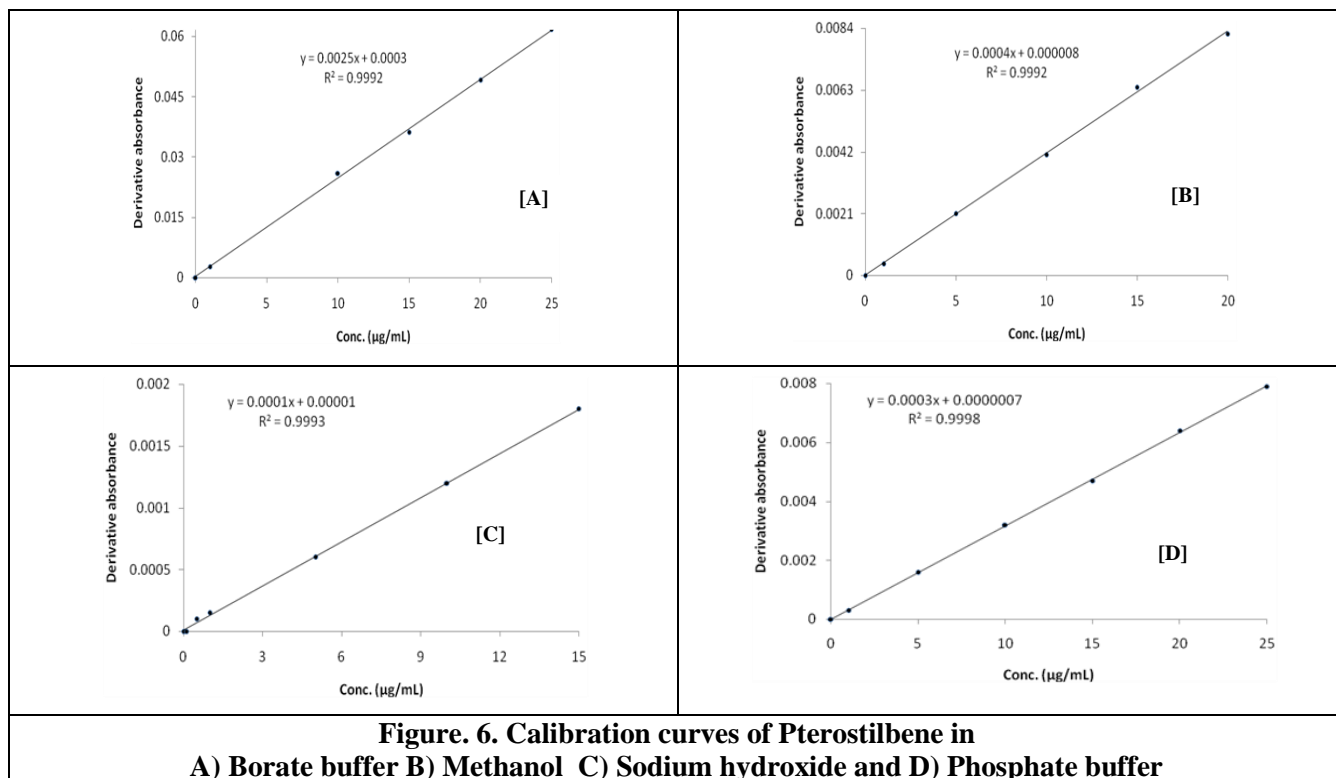 0.06
0.045
0.03
0.015
0
Derivative absorbance
y = 0.0025x + 0.0003
R² = 0.9992
[A]
0 5 10 15 20 25
Conc. (µg/mL)
0.0084
0.0063
0.0042
0.0021
0
Derivative absorbance
y = 0.0004x + 0.000008
R² = 0.9992
[B]
0 5 10 15 20
Conc. (µg/mL)
0.002
0.0015
0.001
0.0005
0
Derivative absorbance
y = 0.0001x + 0.00001
R² = 0.9993
[C]
0 3 6 9 12 15
Conc. (µg/mL)
0.008
0.006
0.004
0.002
0
Derivative absorbance
y = 0.0003x + 0.0000007
R² = 0.9998
[D]
0 5 10 15 20 25
Conc. (µg/mL)
Figure. 6. Calibration curves of Pterostilbene in
A) Borate buffer B) Methanol C) Sodium hydroxide and D) Phosphate buffer